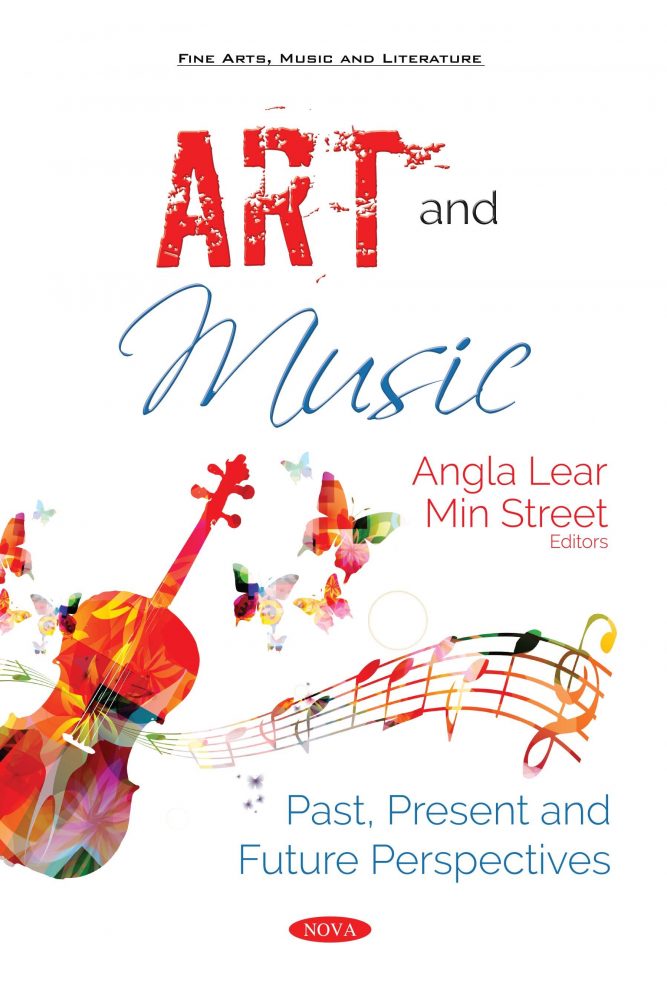 Fine Arts, Music and Literature
ART and
Music
Angla Lear
Min Street
Editors
Past, Present and
Future Perspectives
NOVA